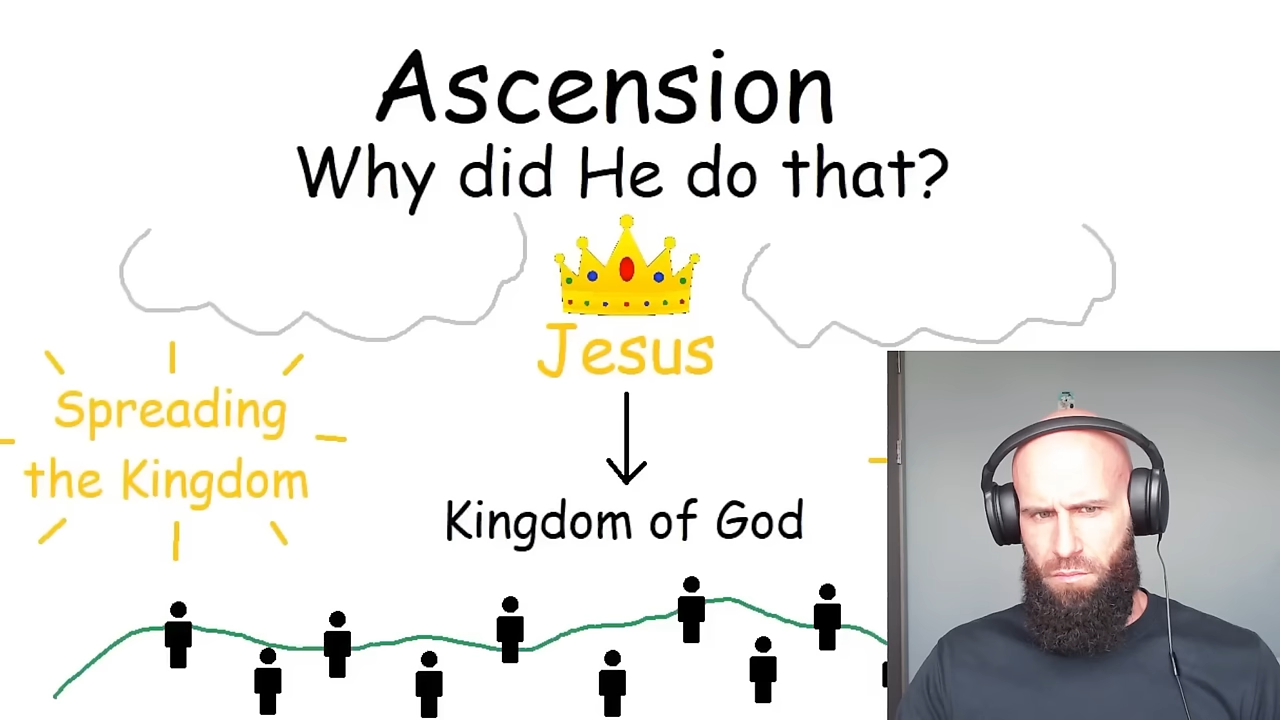 Ascension
Why did He do that?
Jesus
Spreading
the Kingdom
Kingdom of God